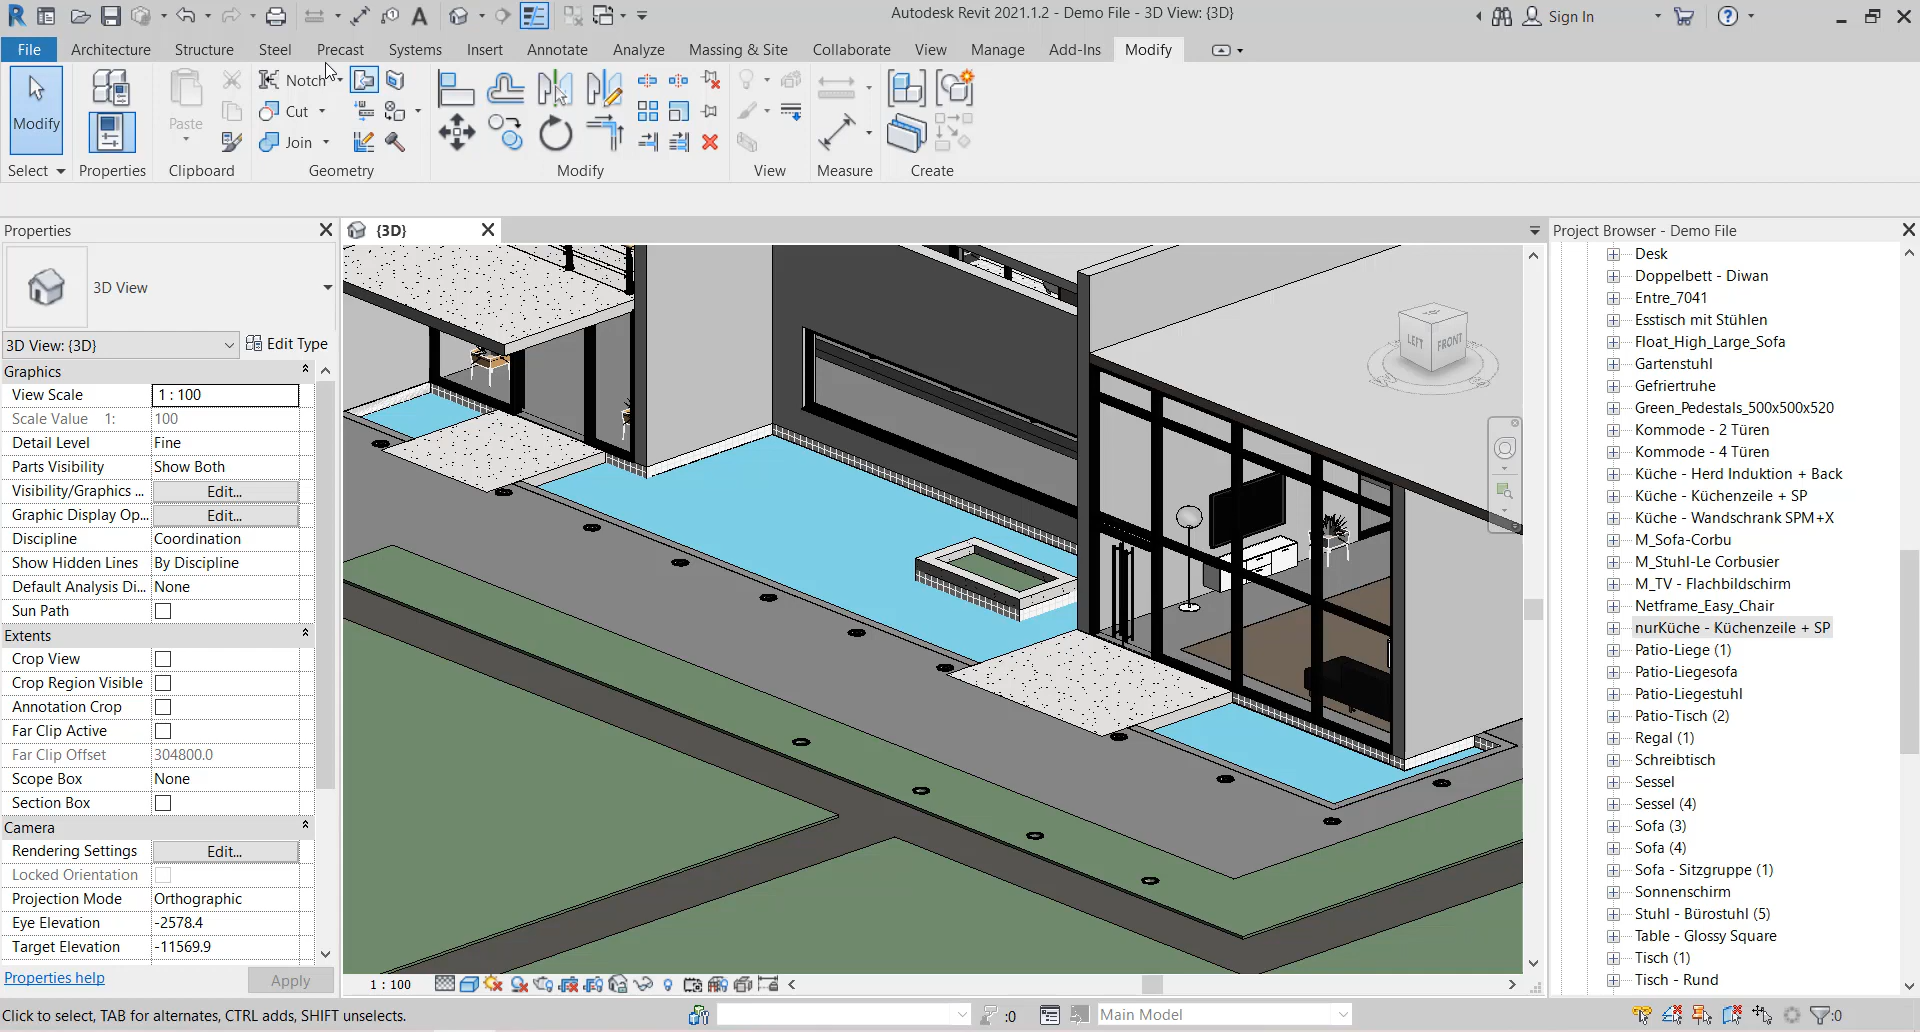 Autodesk Revit 2021.1.2 - Demo File - 3D View: {3D}
Sign In
File Architecture Structure Steel Precast Systems Insert Annotate Analyze Massing & Site Collaborate View Manage Add-Ins Modify
Modify
Paste
Notch
Cut
Join
Select Properties Clipboard Geometry Modify View Measure Create
Properties
3D View
3D View: {3D}
Edit Type
Graphics
View Scale 1 : 100
Scale Value 1: 100
Detail Level Fine
Parts Visibility Show Both
Visibility/Graphics ... Edit...
Graphic Display Op... Edit...
Discipline Coordination
Show Hidden Lines By Discipline
Default Analysis Di... None
Sun Path
Extents
Crop View
Crop Region Visible
Annotation Crop
Far Clip Active
Far Clip Offset 304800.0
Scope Box None
Section Box
Camera
Rendering Settings Edit...
Locked Orientation
Projection Mode Orthographic
Eye Elevation -2578.4
Target Elevation -11569.9
Properties help
Apply
{3D}
LEFT
FRONT
1 : 100
Project Browser - Demo File
Desk
Doppelbett - Diwan
Entre_7041
Esstisch mit Stühlen
Float_High_Large_Sofa
Gartenstuhl
Gefriertruhe
Green_Pedestals_500x500x520
Kommode - 2 Türen
Kommode - 4 Türen
Küche - Herd Induktion + Back
Küche - Küchenzeile + SP
Küche - Wandschrank SPM+X
M_Sofa-Corbu
M_Stuhl-Le Corbusier
M_TV - Flachbildschirm
Netframe_Easy_Chair
nurKüche - Küchenzeile + SP
Patio-Liege (1)
Patio-Liegesofa
Patio-Liegestuhl
Patio-Tisch (2)
Regal (1)
Schreibtisch
Sessel
Sessel (4)
Sofa (3)
Sofa (4)
Sofa - Sitzgruppe (1)
Sonnenschirm
Stuhl - Bürostuhl (5)
Table - Glossy Square
Tisch (1)
Tisch - Rund
Click to select, TAB for alternates, CTRL adds, SHIFT unselects.
:0
Main Model
:0